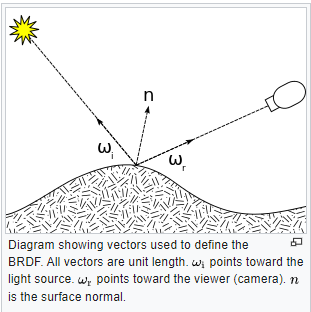 n
ωi
ωr
Diagram showing vectors used to define the
BRDF. All vectors are unit length. ωi points toward the
light source. ωr points toward the viewer (camera). n
is the surface normal.